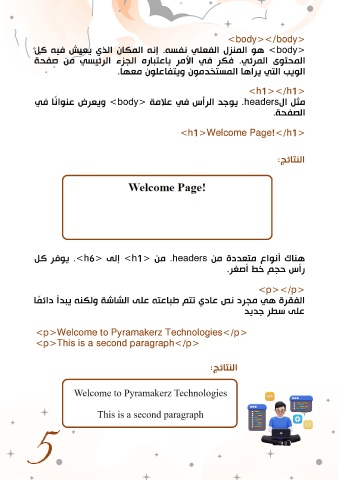 <body></body>
<body> هو المنزل الفعلي نفسه. إنه المكان الذي يعيش فيه كل
المحتوى المرئي. فكر في الأمر باعتباره الجزء الرئيسي من صفحة
الويب التي يراها المستخدمون ويتفاعلون معها.
<h1></h1>
مثل الheaders. يوجد الرأس في علامة <body> ويعرض عنوانًا في
الصفحة.
<h1>Welcome Page!</h1>
النتائج:
Welcome Page!
هناك أنواع متعددة من headers. من <h1> إلى <h6>. يوفر كل
رأس حجم خط أصغر.
<p></p>
الفقرة هي مجرد نص عادي تتم طباعته على الشاشة ولكنه يبدأ دائمًا
على سطر جديد
<p>Welcome to Pyramakerz Technologies</p>
<p>This is a second paragraph</p>
النتائج:
Welcome to Pyramakerz Technologies
This is a second paragraph
5